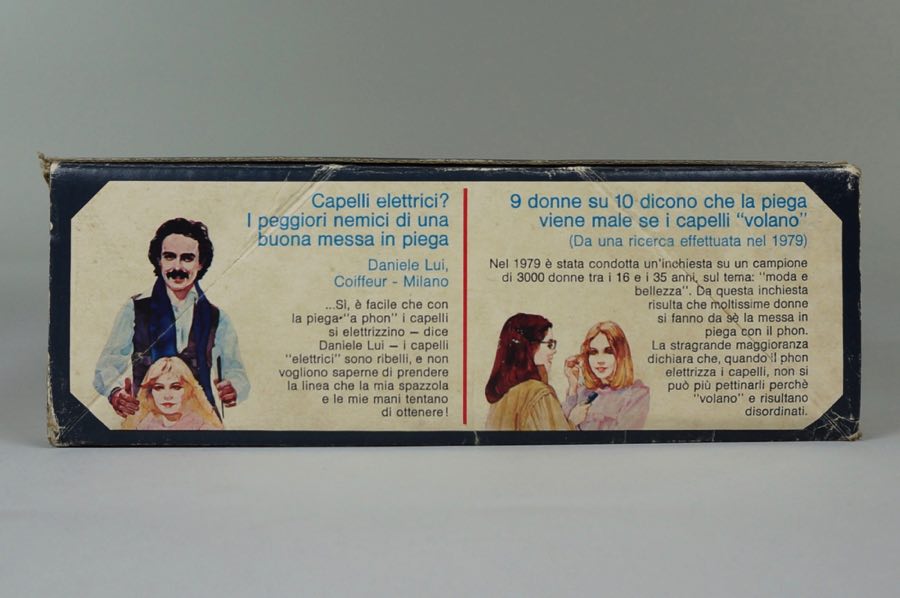 Capelli elettrici?
I peggiori nemici di una
buona messa in piega
Daniele Lui,
Coiffeur - Milano
...Sì, è facile che con
la piega "a phon" i capelli
si elettrizzino — dice
Daniele Lui — i capelli
"elettrici" sono ribelli, e non
vogliono saperne di prendere
la linea che la mia spazzola
e le mie mani tentano
di ottenere!
9 donne su 10 dicono che la piega
viene male se i capelli "volano"
(Da una ricerca effettuata nel 1979)
Nel 1979 è stata condotta un'inchiesta su un campione
di 3000 donne tra i 16 e i 35 anni, sul tema: "moda e
bellezza". Da questa inchiesta
risulta che moltissime donne
si fanno da sè la messa in
piega con il phon.
La stragrande maggioranza
dichiara che, quando il phon
elettrizza i capelli, non si
può più pettinarli perchè
"volano" e risultano
disordinati.